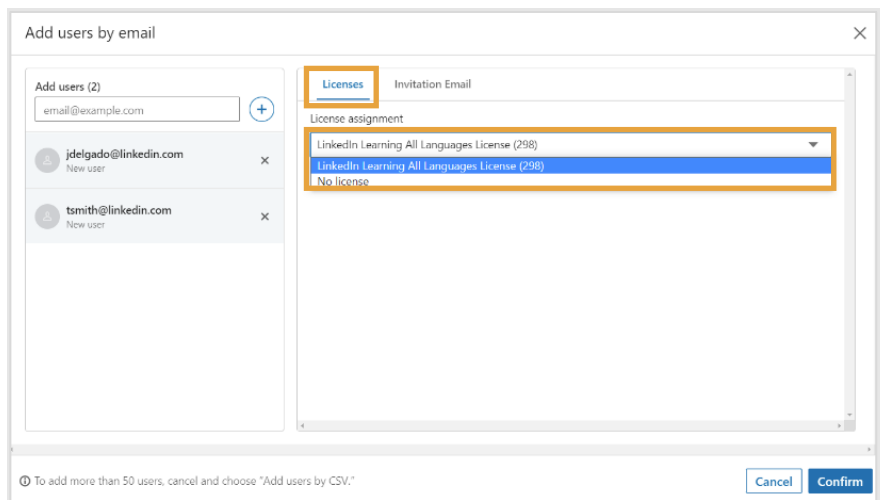 Add users by email
Add users (2)
email@example.com
jdelgado@linkedin.com
New user
tsmith@linkedin.com
New user
Licenses
Invitation Email
License assignment
LinkedIn Learning All Languages License (298)
LinkedIn Learning All Languages License (298)
No license
To add more than 50 users, cancel and choose "Add users by CSV."
Cancel
Confirm